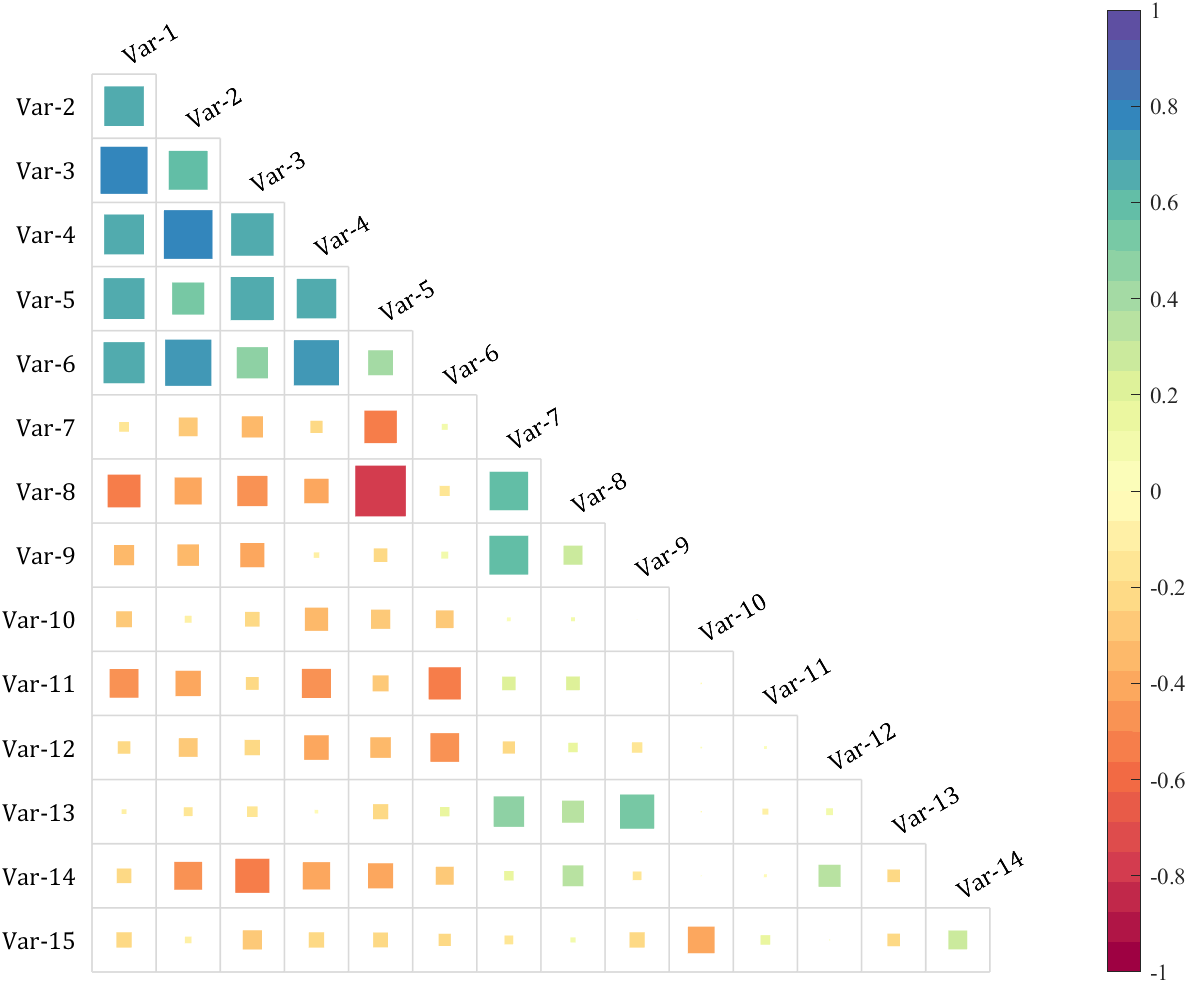 Var-1
Var-2
Var-2
Var-3
Var-3
Var-4
Var-4
Var-5
Var-5
Var-6
Var-6
Var-7
Var-7
Var-8
Var-8
Var-9
Var-9
Var-10
Var-10
Var-11
Var-11
Var-12
Var-12
Var-13
Var-13
Var-14
Var-14
Var-15
1
0.8
0.6
0.4
0.2
0
-0.2
-0.4
-0.6
-0.8
-1